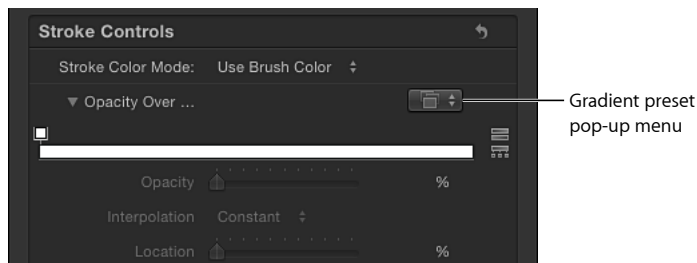 Stroke Controls
Stroke Color Mode: Use Brush Color
Opacity Over ...
Gradient preset
pop-up menu
Opacity %
Interpolation Constant
Location %